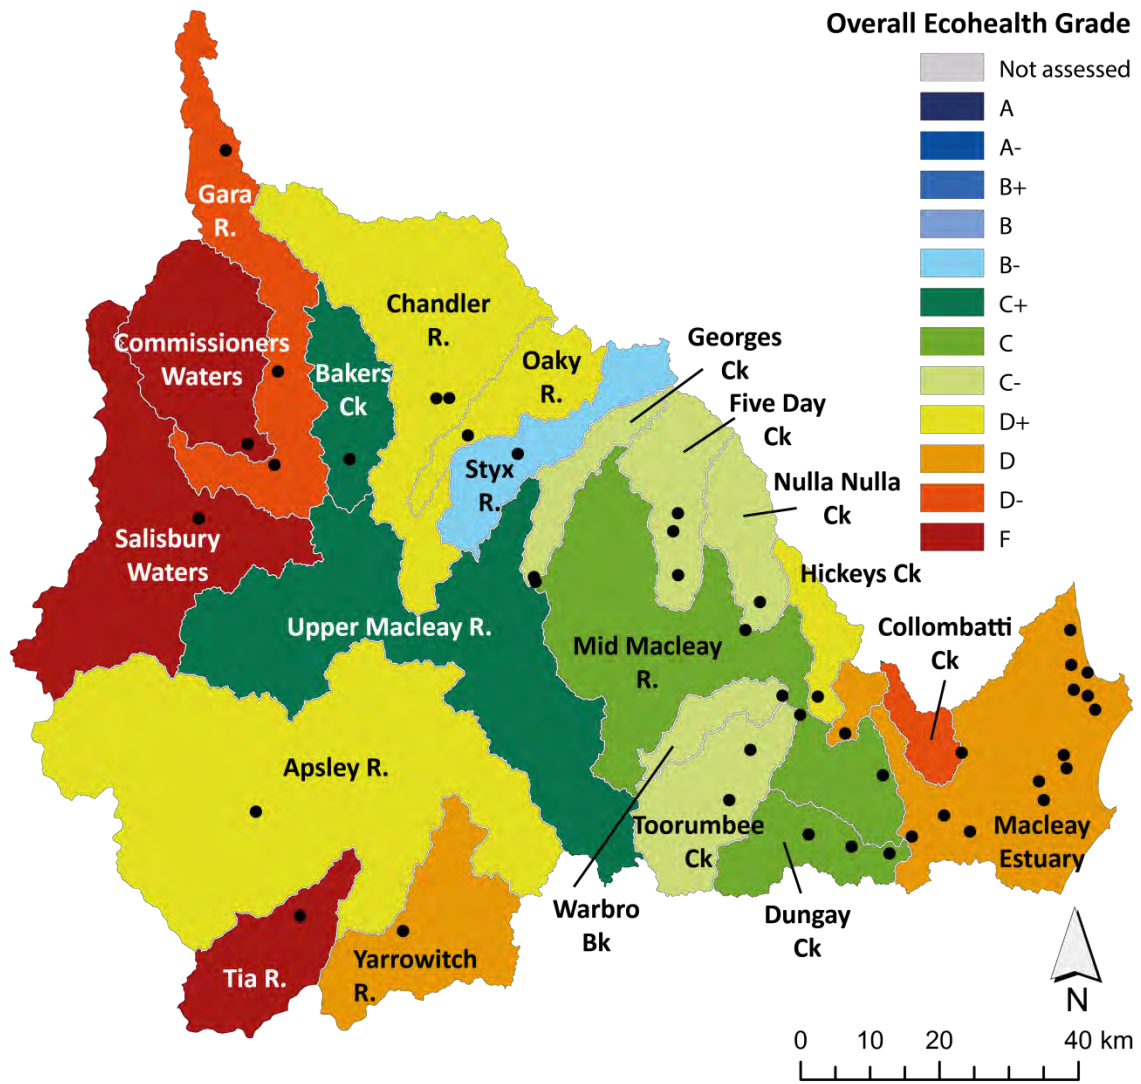 Overall Ecohealth Grade
Not assessed
A
A-
B+
B
B-
C+
C
C-
D+
D
D-
F
Gara
R.
Commissioners
Waters
Bakers
Ck
Chandler
R.
Oaky
R.
Georges
Ck
Five Day
Ck
Styx
R.
Nulla Nulla
Ck
Salisbury
Waters
Hickeys Ck
Upper Macleay R.
Mid Macleay
R.
Collombatti
Ck
Apsley R.
Toorumbee
Ck
Macleay
Estuary
Warbro
Bk
Dungay
Ck
Tia R.
Yarrowitch
R.
N
0 10 20 40 km